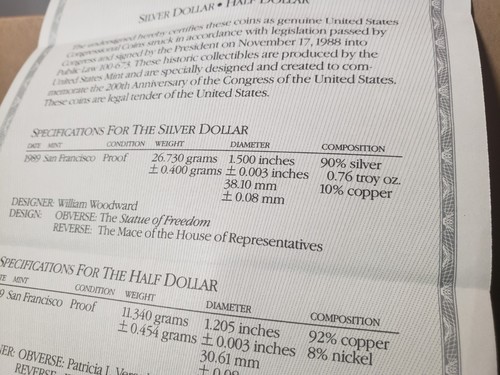 SILVER DOLLAR • HALF DOLLAR
The undersigned hereby certifies these coins as genuine United States
Congressional Coins struck in accordance with legislation passed by
Congress and signed by the President on November 17, 1988 into
Public Law 100-673. These historic collectibles are produced by the
United States Mint and are specially designed and created to com-
memorate the 200th Anniversary of the Congress of the United States.
These coins are legal tender of the United States.
SPECIFICATIONS FOR THE SILVER DOLLAR
DATE MINT CONDITION WEIGHT DIAMETER COMPOSITION
1989 San Francisco Proof 26.730 grams 1.500 inches 90% silver
± 0.400 grams ± 0.003 inches 0.76 troy oz.
38.10 mm 10% copper
± 0.08 mm
DESIGNER: William Woodward
DESIGN: OBVERSE: The Statue of Freedom
REVERSE: The Mace of the House of Representatives
SPECIFICATIONS FOR THE HALF DOLLAR
MINT CONDITION WEIGHT DIAMETER COMPOSITION
San Francisco Proof 11.340 grams 1.205 inches 92% copper
± 0.454 grams ± 0.003 inches 8% nickel
30.61 mm
OBVERSE: Patricia L.
REVERSE: